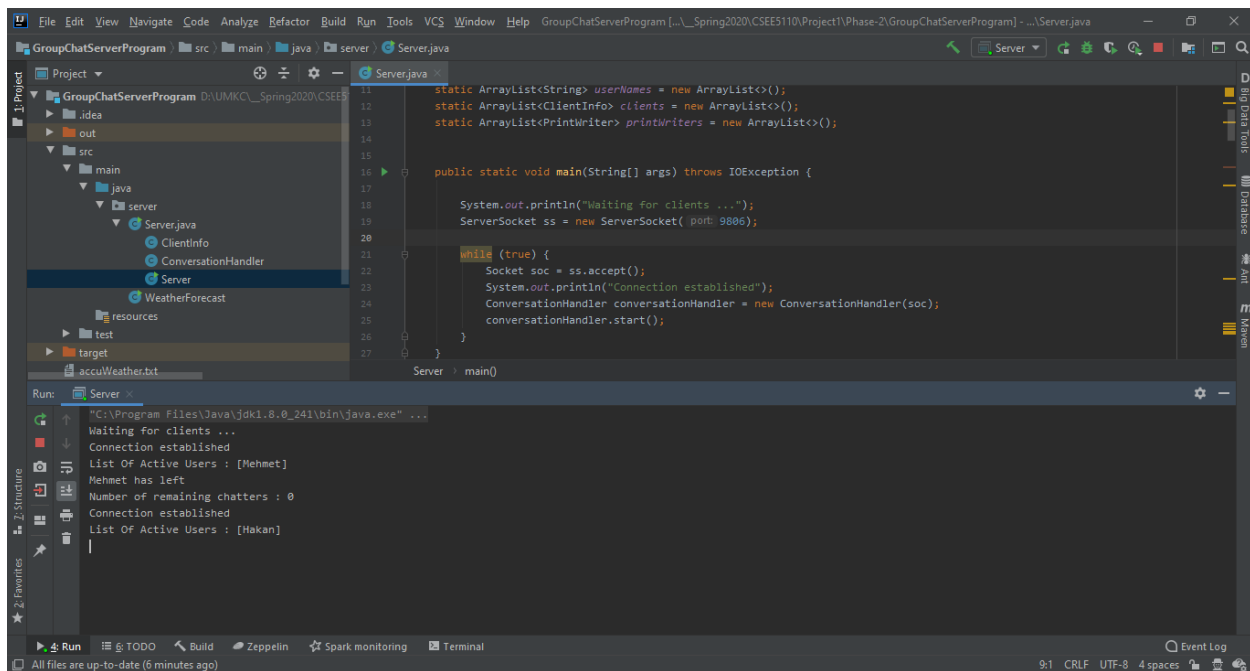 File Edit View Navigate Code Analyze Refactor Build Run Tools VCS Window Help GroupChatServerProgram [...\_Spring2020\CSEE5110\Project1\Phase-2\GroupChatServerProgram] - ...\Server.java
GroupChatServerProgram src main java server Server.java
Server
Project
Server.java
1: Project
GroupChatServerProgram D:\UMKC\_Spring2020\CSEE5
.idea
out
src
main
java
server
Server.java
ClientInfo
ConversationHandler
Server
WeatherForecast
resources
test
target
accuWeather.txt
11 static ArrayList<String> userNames = new ArrayList<>();
12 static ArrayList<ClientInfo> clients = new ArrayList<>();
13 static ArrayList<PrintWriter> printWriters = new ArrayList<>();
14
15
16 public static void main(String[] args) throws IOException {
17
18 System.out.println("Waiting for clients ...");
19 ServerSocket ss = new ServerSocket( port: 9806);
20
21 while (true) {
22 Socket soc = ss.accept();
23 System.out.println("Connection established");
24 ConversationHandler conversationHandler = new ConversationHandler(soc);
25 conversationHandler.start();
26 }
27 }
Server main()
D Big Data Tools
Database
Ant
m Maven
Run: Server
"C:\Program Files\Java\jdk1.8.0_241\bin\java.exe" ...
Waiting for clients ...
Connection established
List Of Active Users : [Mehmet]
Mehmet has left
Number of remaining chatters : 0
Connection established
List Of Active Users : [Hakan]
7: Structure
2: Favorites
4: Run 6: TODO Build Zeppelin Spark monitoring Terminal Event Log
All files are up-to-date (6 minutes ago) 9:1 CRLF UTF-8 4 spaces